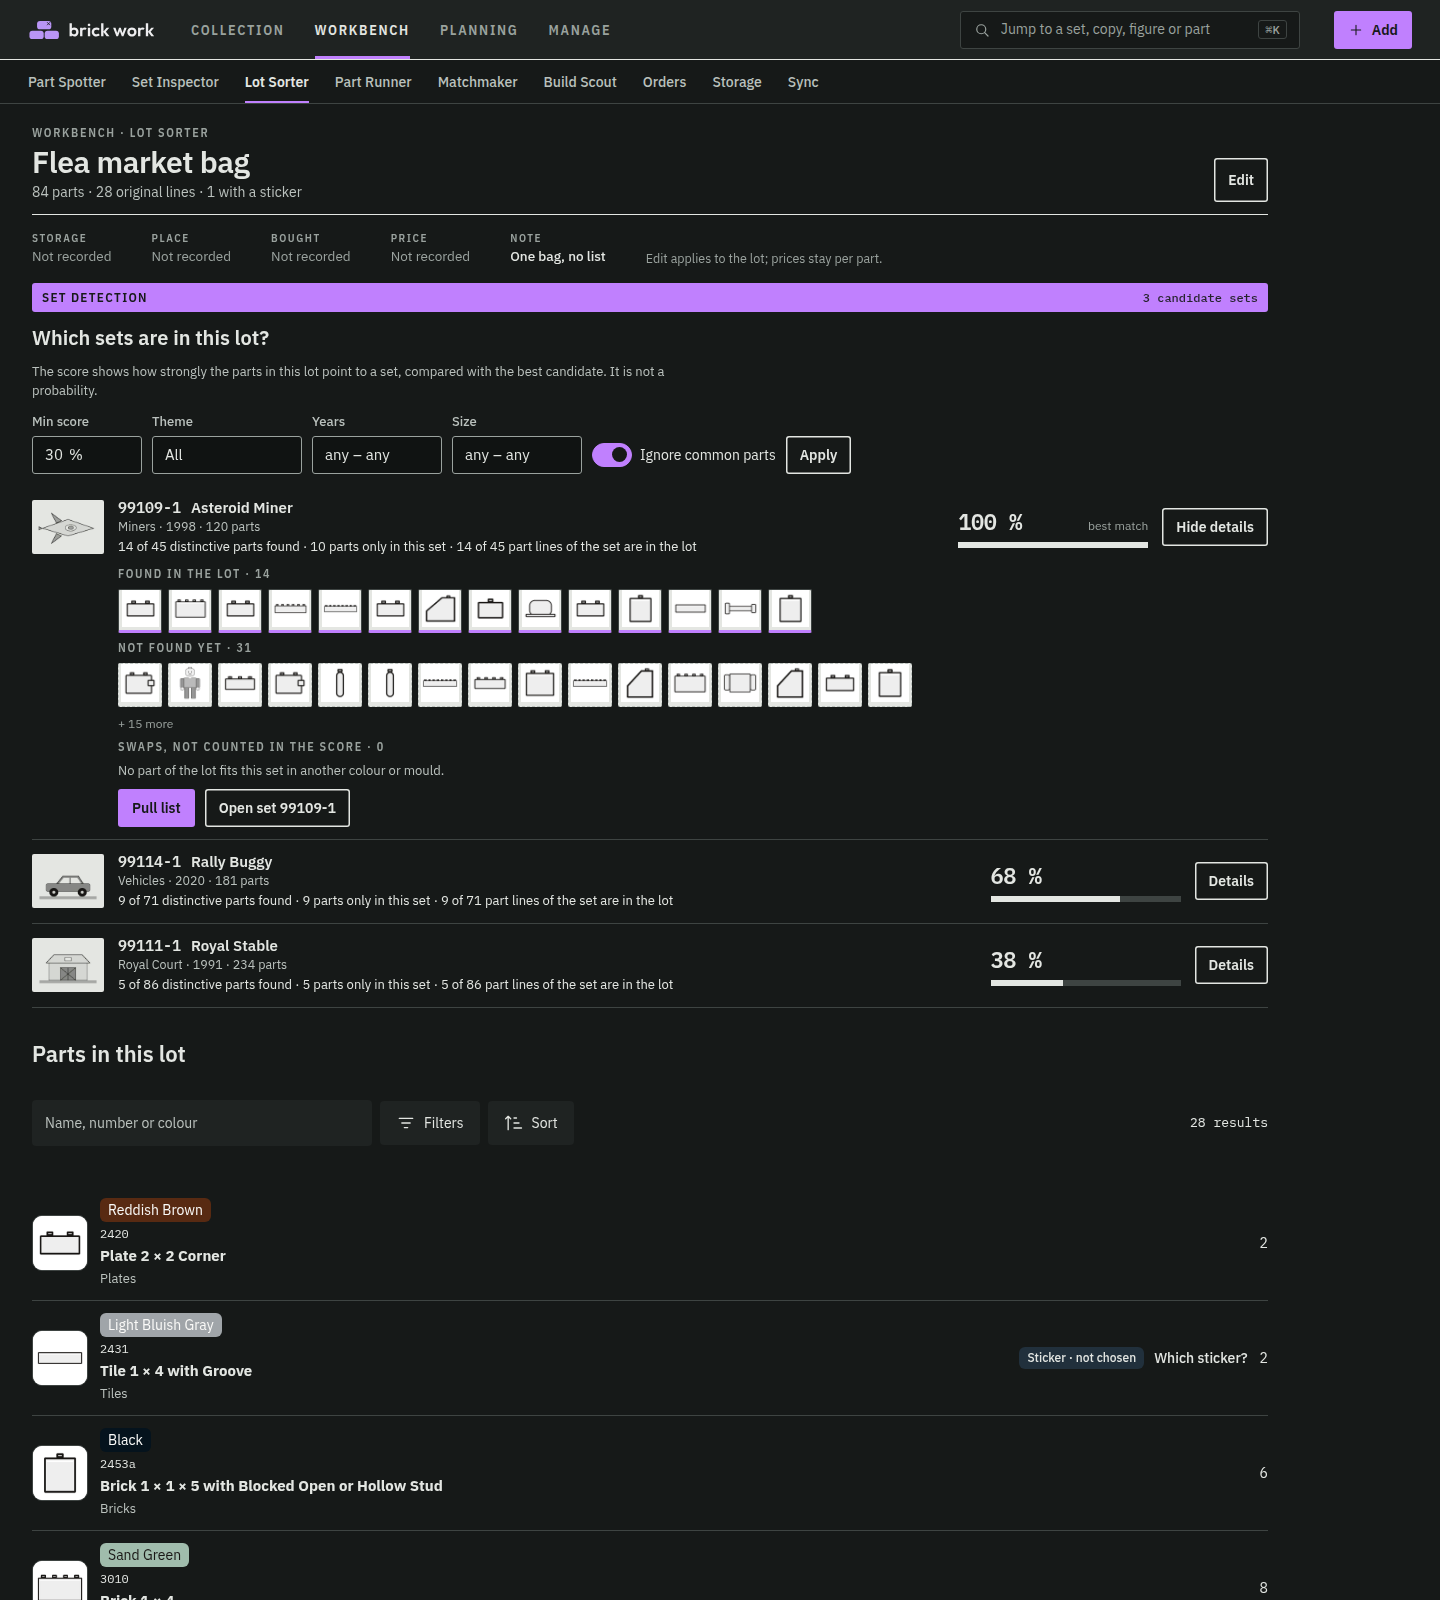 brick work
COLLECTION
WORKBENCH
PLANNING
MANAGE
Jump to a set, copy, figure or part
⌘K
+ Add
Part Spotter
Set Inspector
Lot Sorter
Part Runner
Matchmaker
Build Scout
Orders
Storage
Sync
WORKBENCH · LOT SORTER
Flea market bag
84 parts · 28 original lines · 1 with a sticker
Edit
STORAGE
Not recorded
PLACE
Not recorded
BOUGHT
Not recorded
PRICE
Not recorded
NOTE
One bag, no list
Edit applies to the lot; prices stay per part.
SET DETECTION
3 candidate sets
Which sets are in this lot?
The score shows how strongly the parts in this lot point to a set, compared with the best candidate. It is not a
probability.
Min score
30 %
Theme
All
Years
any – any
Size
any – any
Ignore common parts
Apply
99109-1 Asteroid Miner
Miners · 1998 · 120 parts
14 of 45 distinctive parts found · 10 parts only in this set · 14 of 45 part lines of the set are in the lot
100 %
best match
Hide details
FOUND IN THE LOT · 14
NOT FOUND YET · 31
+ 15 more
SWAPS, NOT COUNTED IN THE SCORE · 0
No part of the lot fits this set in another colour or mould.
Pull list
Open set 99109-1
99114-1 Rally Buggy
Vehicles · 2020 · 181 parts
9 of 71 distinctive parts found · 9 parts only in this set · 9 of 71 part lines of the set are in the lot
68 %
Details
99111-1 Royal Stable
Royal Court · 1991 · 234 parts
5 of 86 distinctive parts found · 5 parts only in this set · 5 of 86 part lines of the set are in the lot
38 %
Details
Parts in this lot
Name, number or colour
Filters
Sort
28 results
Reddish Brown
2420
Plate 2 × 2 Corner
Plates
2
Light Bluish Gray
2431
Tile 1 × 4 with Groove
Tiles
Sticker · not chosen
Which sticker?
2
Black
2453a
Brick 1 × 1 × 5 with Blocked Open or Hollow Stud
Bricks
6
Sand Green
3010
Brick 1 × 4
8